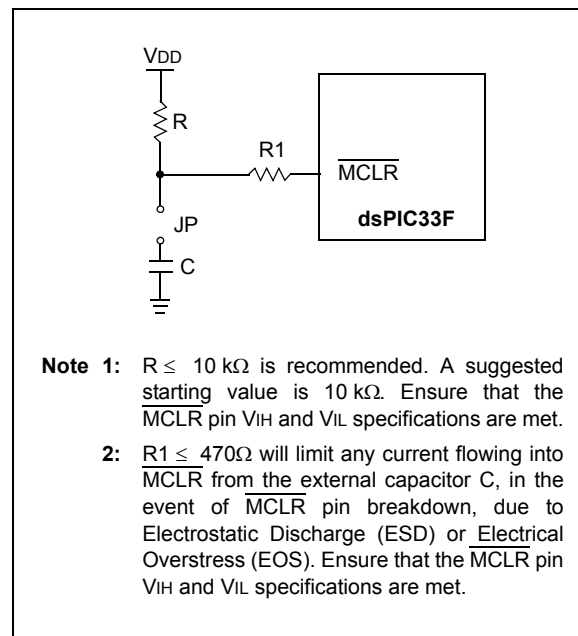 VDD
R
R1
MCLR
dsPIC33F
JP
C
Note 1: R ≤ 10 kΩ is recommended. A suggested
starting value is 10 kΩ. Ensure that the
MCLR pin VIH and VIL specifications are met.
2: R1 ≤ 470Ω will limit any current flowing into
MCLR from the external capacitor C, in the
event of MCLR pin breakdown, due to
Electrostatic Discharge (ESD) or Electrical
Overstress (EOS). Ensure that the MCLR pin
VIH and VIL specifications are met.